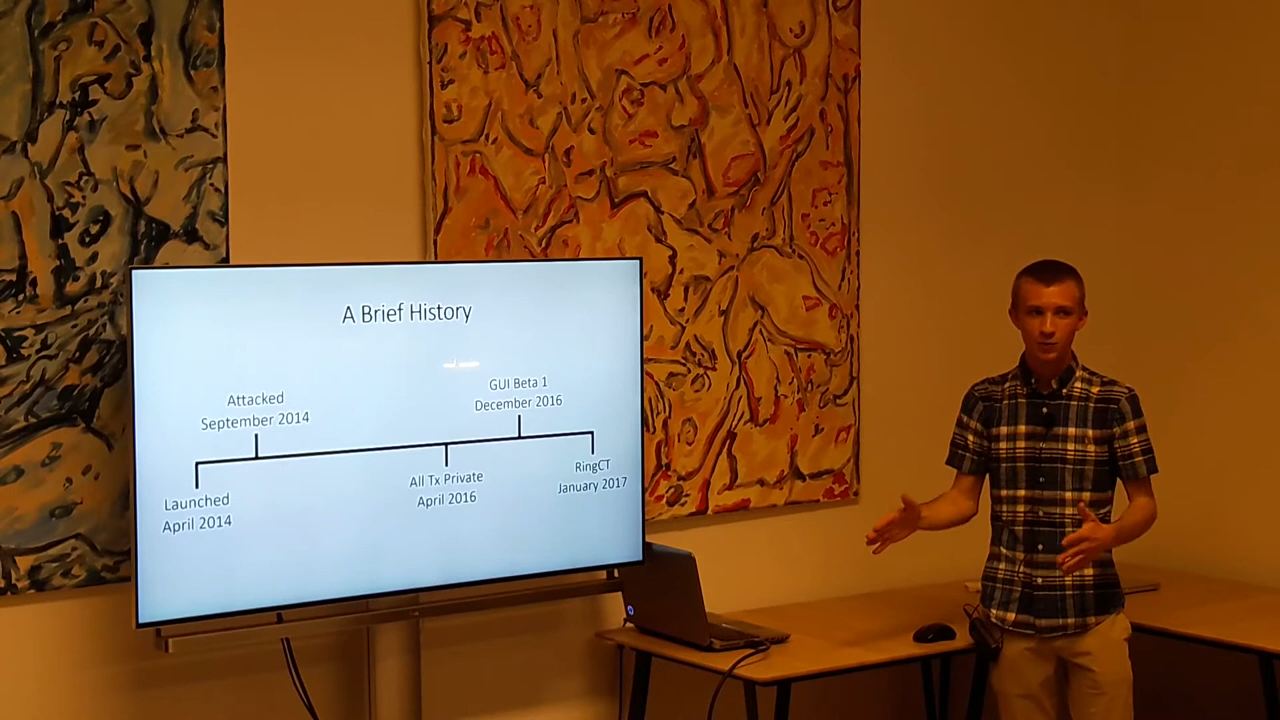 A Brief History
Attacked
September 2014
GUI Beta 1
December 2016
Launched
April 2014
All Tx Private
April 2016
RingCT
January 2017